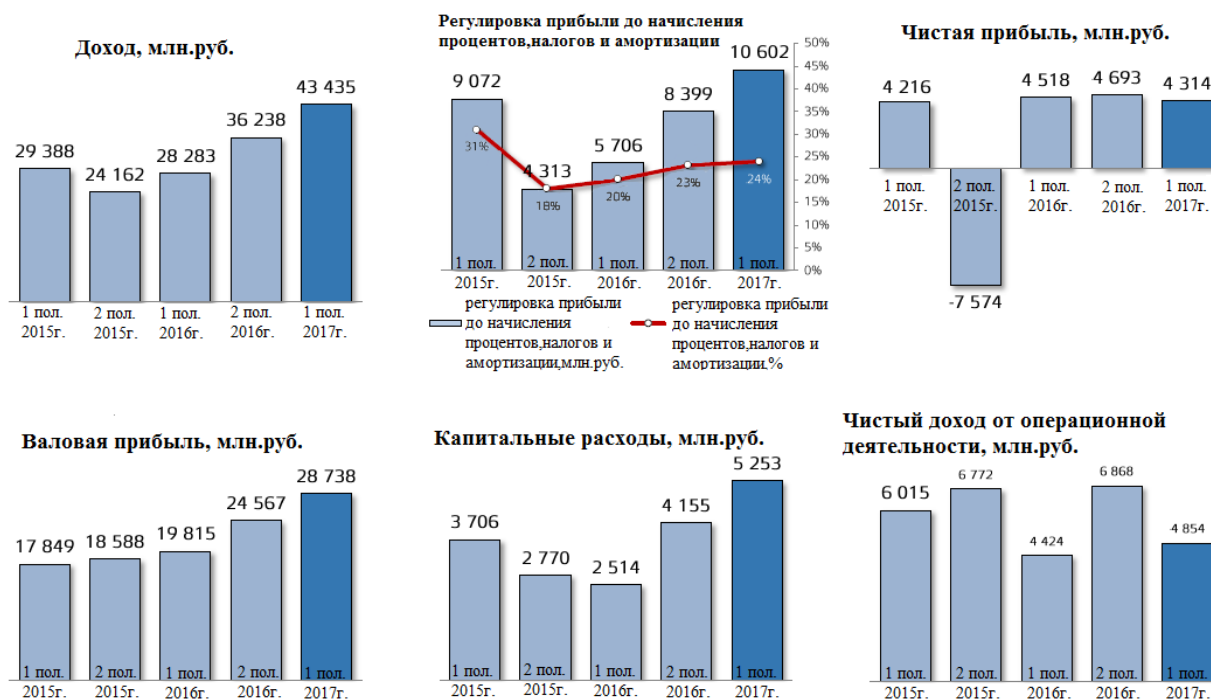 Доход, млн.руб.
29 388
24 162
28 283
36 238
43 435
1 пол.
2015г.
2 пол.
2015г.
1 пол.
2016г.
2 пол.
2016г.
1 пол.
2017г.
Регулировка прибыли до начисления
процентов,налогов и амортизации
9 072
4 313
5 706
8 399
10 602
31%
18%
20%
23%
24%
50%
45%
40%
35%
30%
25%
20%
15%
10%
5%
0%
1 пол.
2015г.
2 пол.
2015г.
1 пол.
2016г.
2 пол.
2016г.
1 пол.
2017г.
регулировка прибыли
до начисления
процентов,налогов и
амортизации,млн.руб.
регулировка прибыли
до начисления
процентов,налогов и
амортизации,%
Чистая прибыль, млн.руб.
4 216
4 518
4 693
4 314
1 пол.
2015г.
2 пол.
2015г.
1 пол.
2016г.
2 пол.
2016г.
1 пол.
2017г.
-7 574
Валовая прибыль, млн.руб.
17 849
18 588
19 815
24 567
28 738
1 пол.
2015г.
2 пол.
2015г.
1 пол.
2016г.
2 пол.
2016г.
1 пол.
2017г.
Капитальные расходы, млн.руб.
3 706
2 770
2 514
4 155
5 253
1 пол.
2015г.
2 пол.
2015г.
1 пол.
2016г.
2 пол.
2016г.
1 пол.
2017г.
Чистый доход от операционной
деятельности, млн.руб.
6 015
6 772
4 424
6 868
4 854
1 пол.
2015г.
2 пол.
2015г.
1 пол.
2016г.
2 пол.
2016г.
1 пол.
2017г.